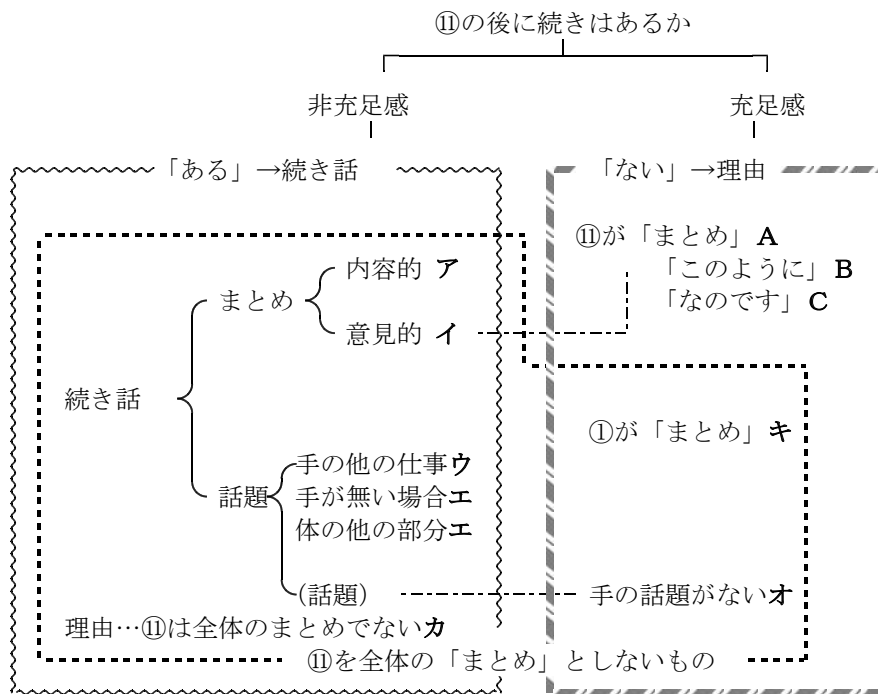 ⑪の後に続きはあるか
非充足感
充足感
「ある」→続き話
「ない」→理由
⑪が「まとめ」A
「このように」B
「なのです」C
内容的 ア
まとめ
意見的 イ
続き話
①が「まとめ」キ
手の他の仕事ウ
話題
手が無い場合エ
体の他の部分エ
(話題)
手の話題がないオ
理由…⑪は全体のまとめでないカ
⑪を全体の「まとめ」としないもの